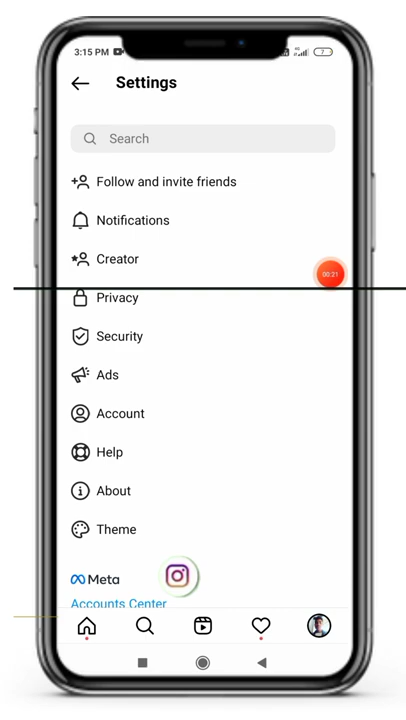 3:15 PM
7
Settings
Search
Follow and invite friends
Notifications
Creator
00:21
Privacy
Security
Ads
Account
Help
About
Theme
Meta
Accounts Center